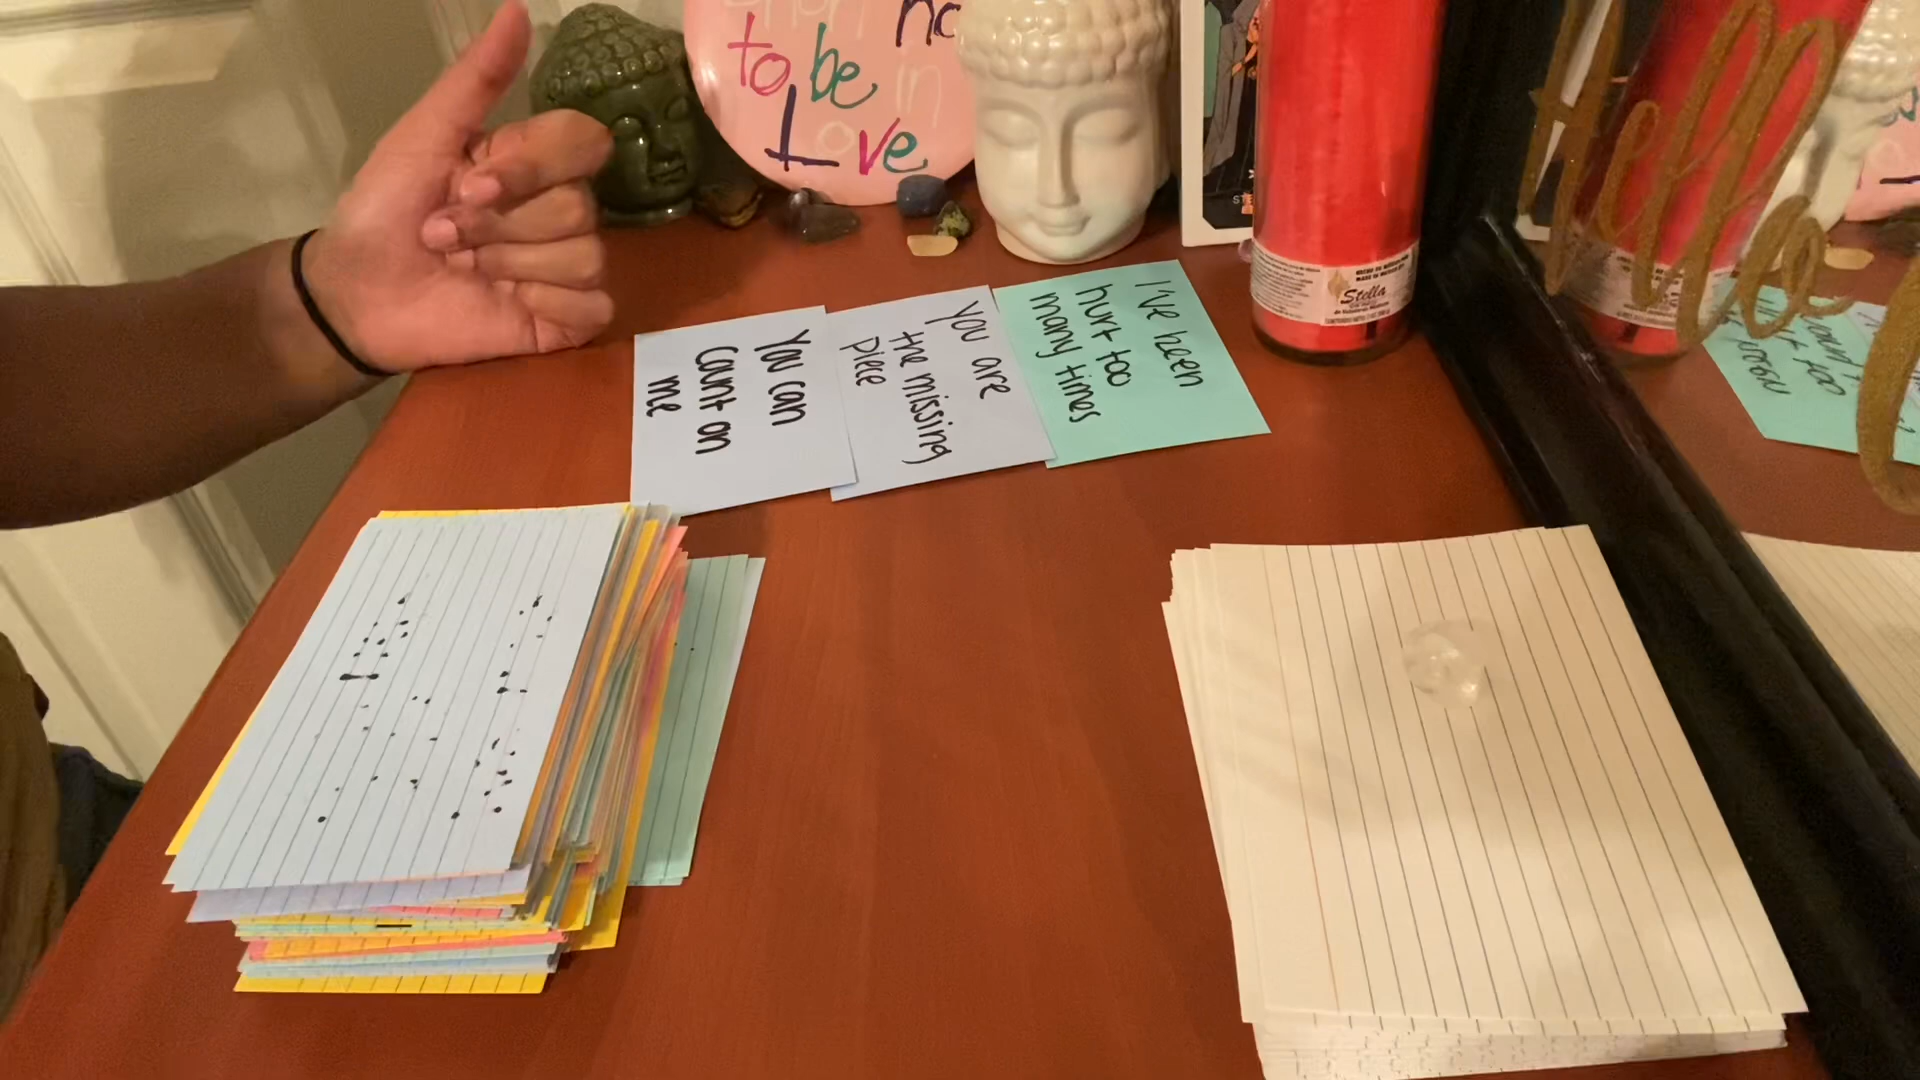 to be
in
Love
no
You can
Count on
me
You are
the missing
piece
I've been
hurt too
many times
Stella
Hello